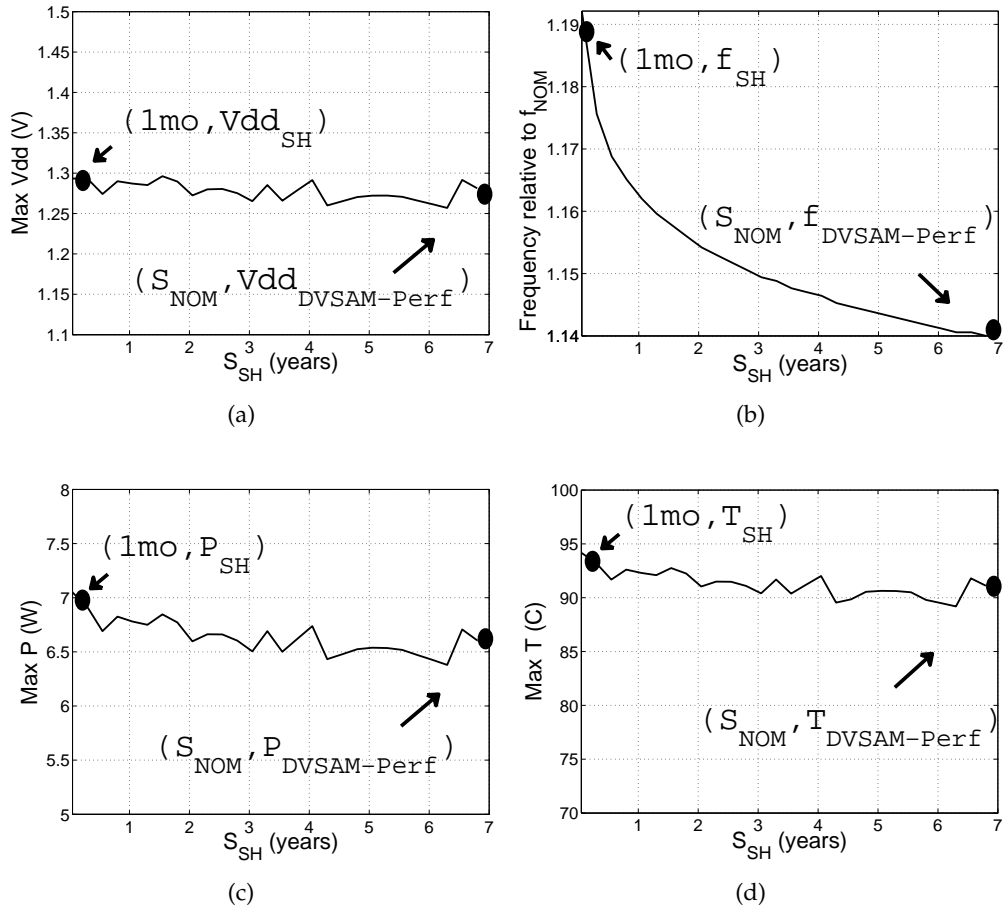 1.5
1.45
1.4
1.35
1.3
1.25
1.2
1.15
1.1
Max Vdd (V)
(1mo,Vdd_SH)
(S_NOM,Vdd_DVSAM-Perf)
1 2 3 4 5 6 7
S_SH (years)
(a)
1.19
1.18
1.17
1.16
1.15
1.14
Frequency relative to f_NOM
(1mo,f_SH)
(S_NOM,f_DVSAM-Perf)
1 2 3 4 5 6 7
S_SH (years)
(b)
8
7.5
7
6.5
6
5.5
5
Max P (W)
(1mo,P_SH)
(S_NOM,P_DVSAM-Perf)
1 2 3 4 5 6 7
S_SH (years)
(c)
100
95
90
85
80
75
70
Max T (C)
(1mo,T_SH)
(S_NOM,T_DVSAM-Perf)
1 2 3 4 5 6 7
S_SH (years)
(d)